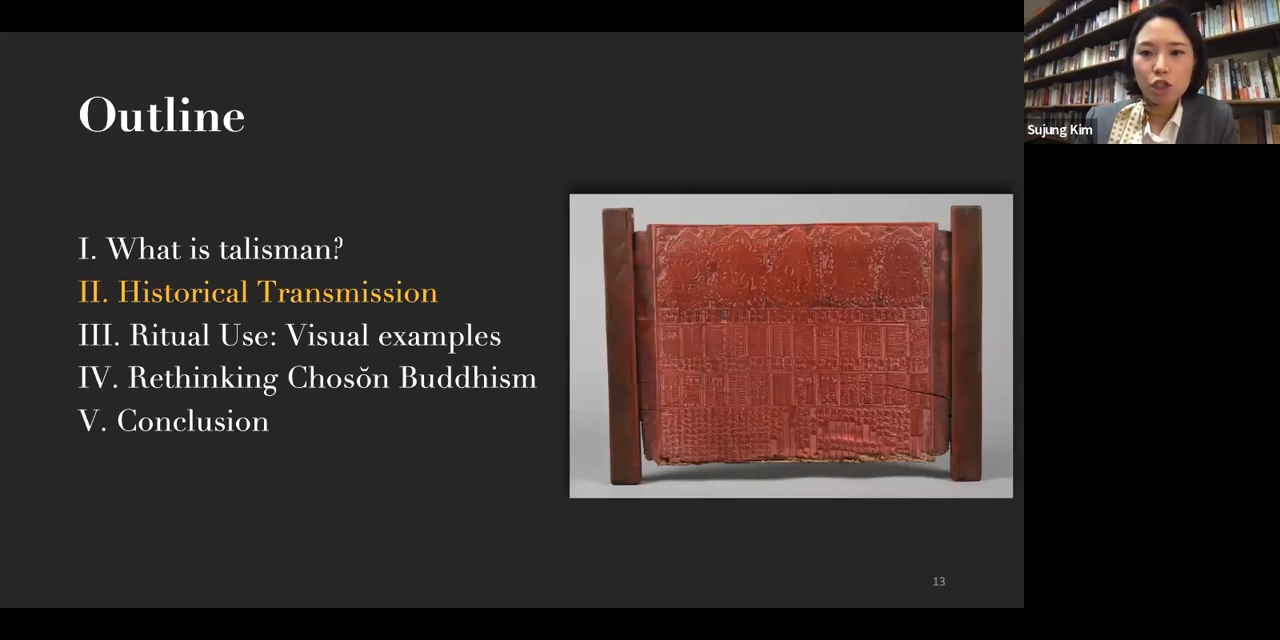 Outline
I. What is talisman?
II. Historical Transmission
III. Ritual Use: Visual examples
IV. Rethinking Chosŏn Buddhism
V. Conclusion
13
Sujung Kim